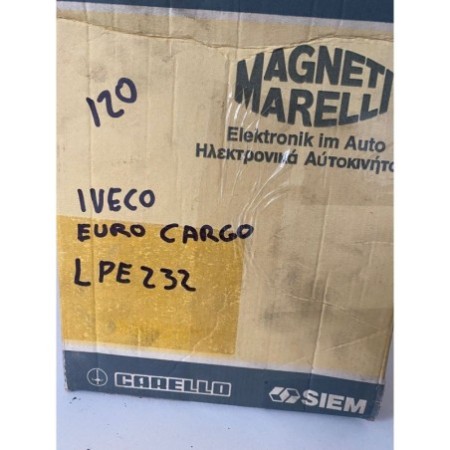 120
MAGNETI
MARELLI
Elektronik im Auto
Ηλεκτρονικά Αύτοκινήτο
IVECO
EURO CARGO
LPE232
CARELLO
SIEM